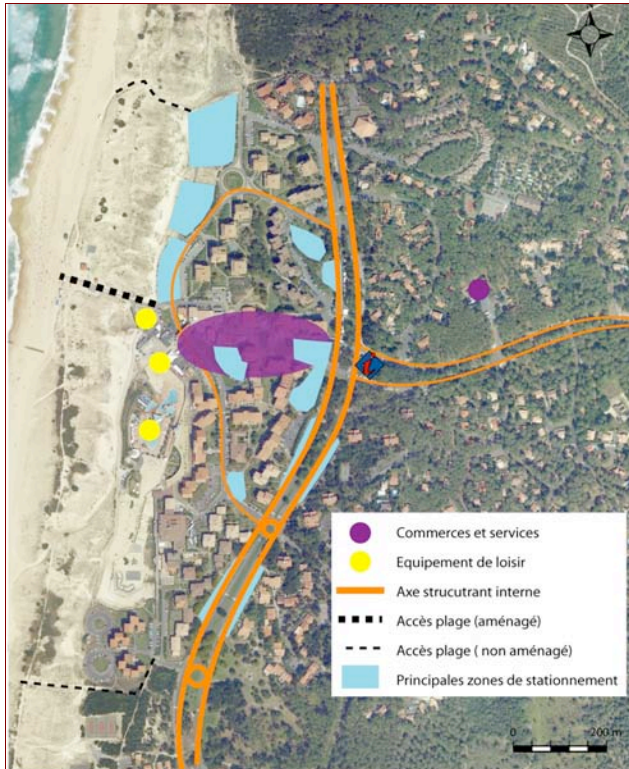 Commerces et services
Equipement de loisir
Axe strucutrant interne
Accès plage (aménagé)
Accès plage ( non aménagé)
Principales zones de stationnement
0 200 m